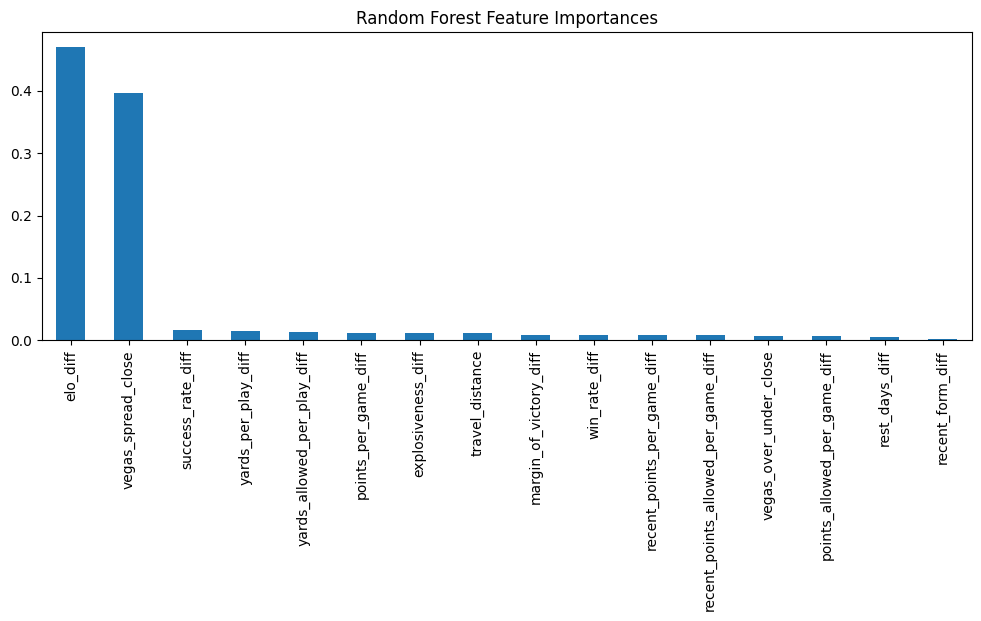 Random Forest Feature Importances
0.4
0.3
0.2
0.1
0.0
elo_diff
vegas_spread_close
success_rate_diff
yards_per_play_diff
yards_allowed_per_play_diff
points_per_game_diff
explosiveness_diff
travel_distance
margin_of_victory_diff
win_rate_diff
recent_points_per_game_diff
recent_points_allowed_per_game_diff
vegas_over_under_close
points_allowed_per_game_diff
rest_days_diff
recent_form_diff